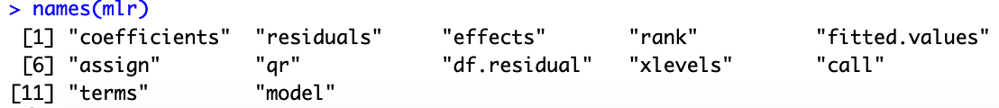 > names(mlr)
[1] "coefficients" "residuals" "effects" "rank" "fitted.values"
[6] "assign" "qr" "df.residual" "xlevels" "call"
[11] "terms" "model"